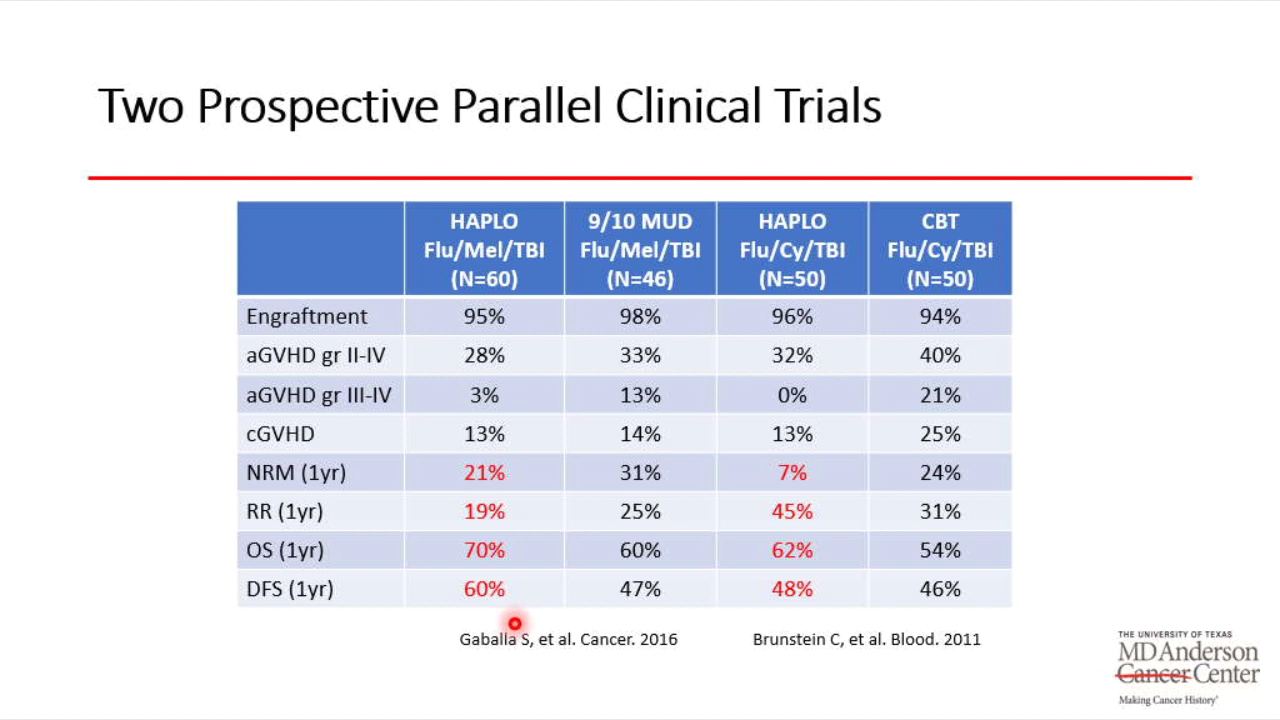 Two Prospective Parallel Clinical Trials
HAPLO Flu/Mel/TBI (N=60) 9/10 MUD Flu/Mel/TBI (N=46) HAPLO Flu/Cy/TBI (N=50) CBT Flu/Cy/TBI (N=50)
Engraftment 95% 98% 96% 94%
aGVHD gr II-IV 28% 33% 32% 40%
aGVHD gr III-IV 3% 13% 0% 21%
cGVHD 13% 14% 13% 25%
NRM (1yr) 21% 31% 7% 24%
RR (1yr) 19% 25% 45% 31%
OS (1yr) 70% 60% 62% 54%
DFS (1yr) 60% 47% 48% 46%
Gaballa S, et al. Cancer. 2016 Brunstein C, et al. Blood. 2011
THE UNIVERSITY OF TEXAS
MD Anderson
Cancer Center
Making Cancer History®